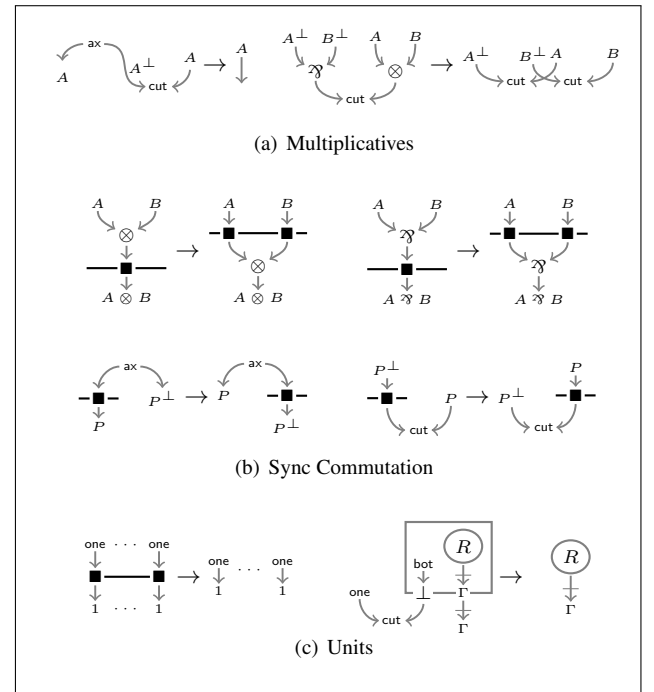 ax A⊥ B⊥ A B
A A⊥ A → A ⅋ ⊗ → A⊥ B⊥ A B
cut cut cut cut
(a) Multiplicatives
A B A B A B A B
⊗ → ⅋ →
⊗ ⅋
A ⊗ B A ⊗ B A ⅋ B A ⅋ B
ax ax P⊥ P
P⊥ → P P → P⊥
P P⊥ cut cut
(b) Sync Commutation
one · · · one → one · · · one bot R → R
1 · · · 1 1 · · · 1 one ⊥ Γ Γ
cut Γ
(c) Units